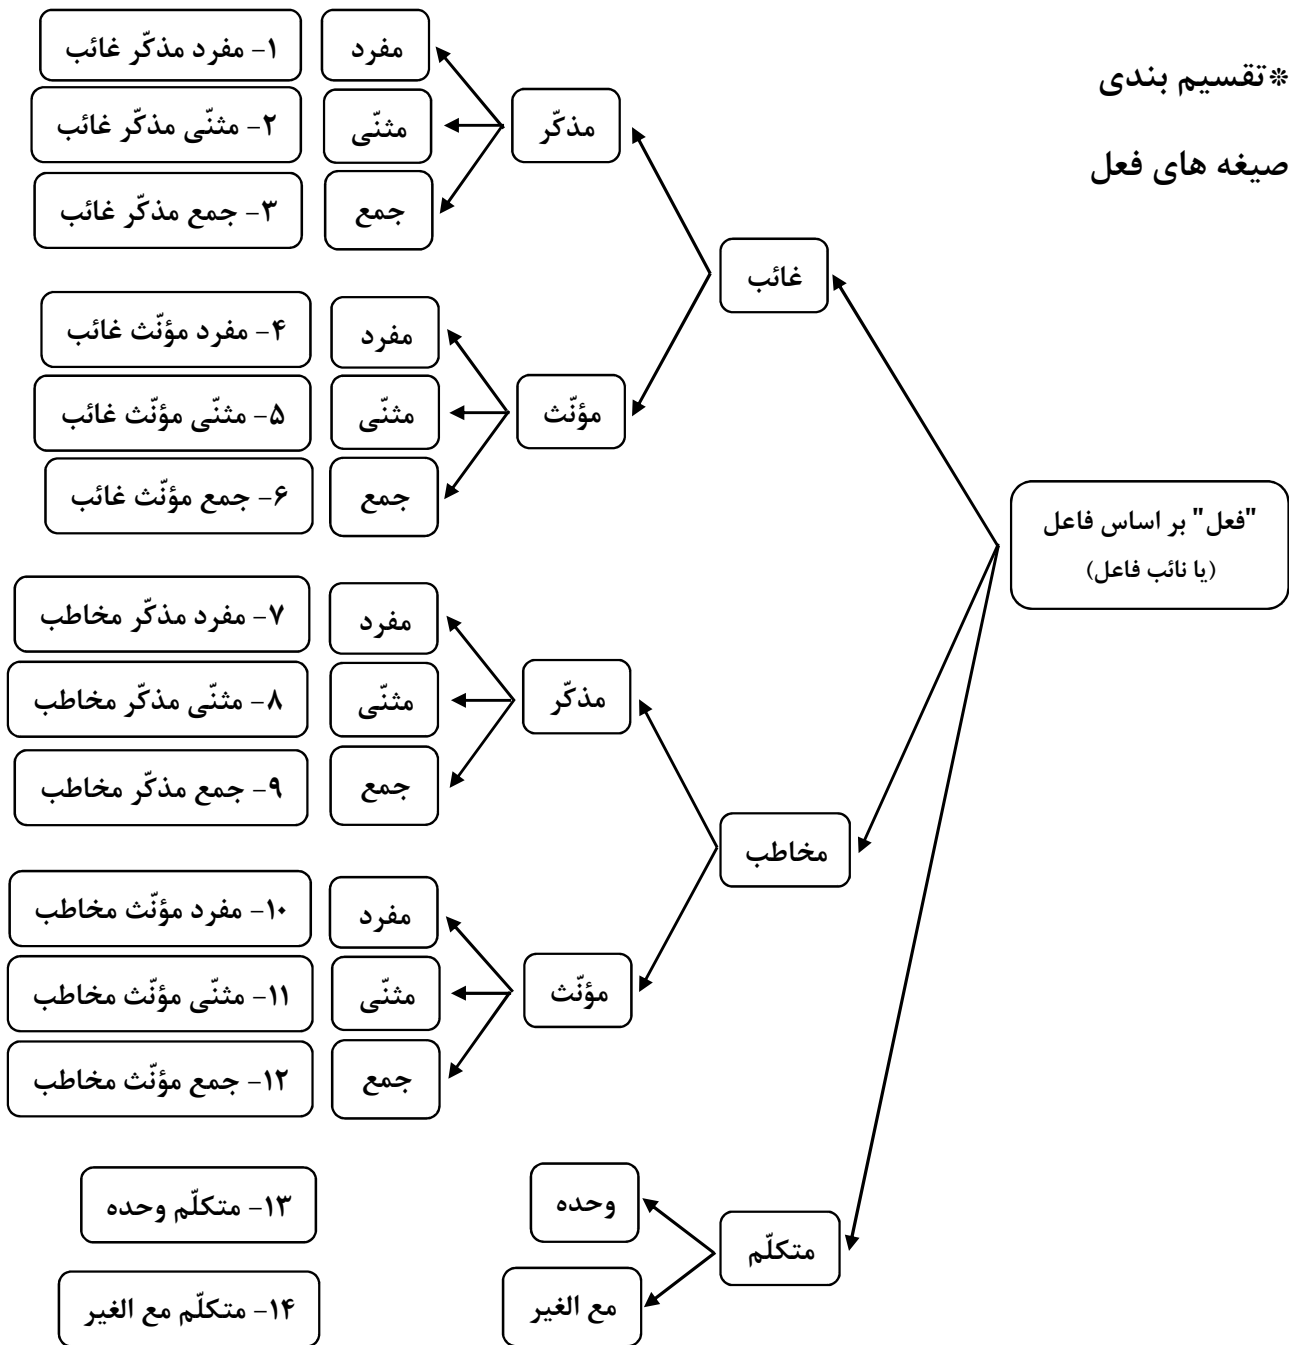 *تقسیم بندی
صیغه های فعل
"فعل" بر اساس فاعل
(یا نائب فاعل)
غائب
مذکّر
مفرد
۱- مفرد مذکّر غائب
مثنّی
۲- مثنّی مذکّر غائب
جمع
۳- جمع مذکّر غائب
مؤنّث
مفرد
۴- مفرد مؤنّث غائب
مثنّی
۵- مثنّی مؤنّث غائب
جمع
۶- جمع مؤنّث غائب
مخاطب
مذکّر
مفرد
۷- مفرد مذکّر مخاطب
مثنّی
۸- مثنّی مذکّر مخاطب
جمع
۹- جمع مذکّر مخاطب
مؤنّث
مفرد
۱۰- مفرد مؤنّث مخاطب
مثنّی
۱۱- مثنّی مؤنّث مخاطب
جمع
۱۲- جمع مؤنّث مخاطب
متکلّم
وحده
۱۳- متکلّم وحده
مع الغیر
۱۴- متکلّم مع الغیر